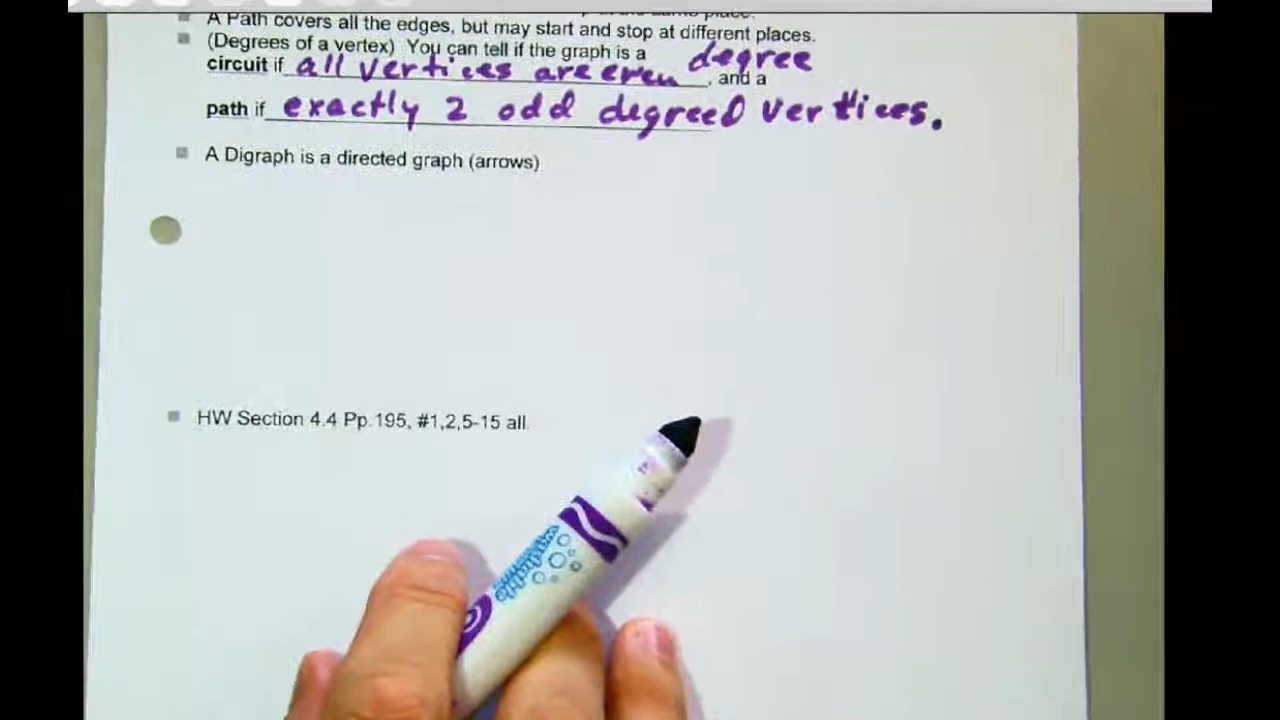 A Path covers all the edges, but may start and stop at different places.
(Degrees of a vertex) You can tell if the graph is a degree
circuit if all vertices are even, and a
path if exactly 2 odd degreed vertices.
A Digraph is a directed graph (arrows)
HW Section 4.4 Pp.195, #1,2,5-15 all.